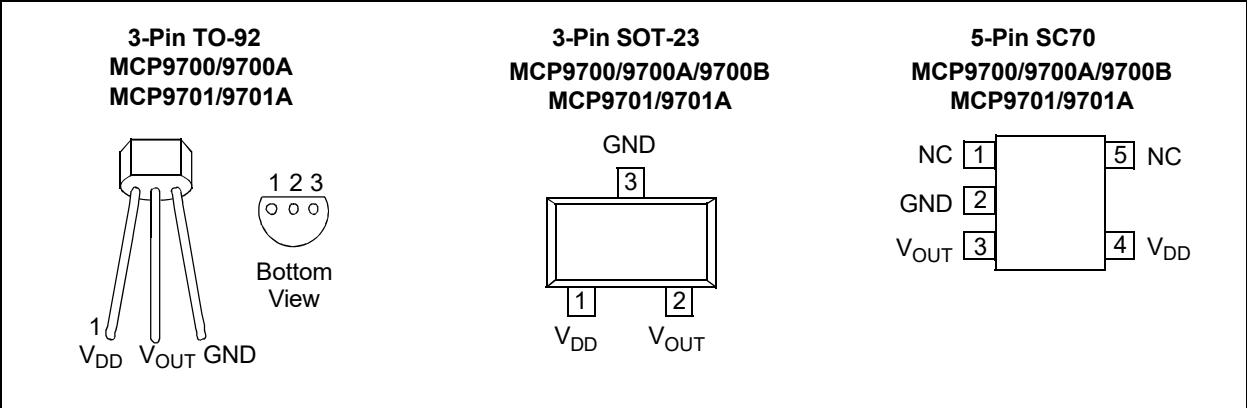 3-Pin TO-92
MCP9700/9700A
MCP9701/9701A
1 2 3
Bottom
View
1
VDD VOUT GND
3-Pin SOT-23
MCP9700/9700A/9700B
MCP9701/9701A
GND
3
1 2
VDD VOUT
5-Pin SC70
MCP9700/9700A/9700B
MCP9701/9701A
NC 1 5 NC
GND 2
VOUT 3 4 VDD